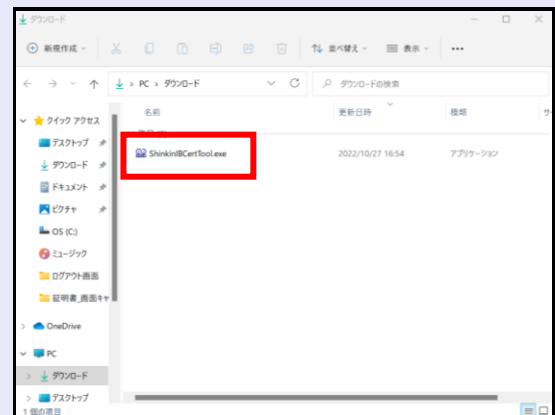 ダウンロード
新規作成
並べ替え
表示
PC > ダウンロード
ダウンロードの検索
名前
更新日時
種類
クイック アクセス
ShinkinIBCertTool.exe
2022/10/27 16:54
アプリケーション
デスクトップ
ダウンロード
ドキュメント
ピクチャ
OS (C:)
ミュージック
ログアウト画面
証明書_画面キャ
OneDrive
PC
ダウンロード
デスクトップ
1 個の項目